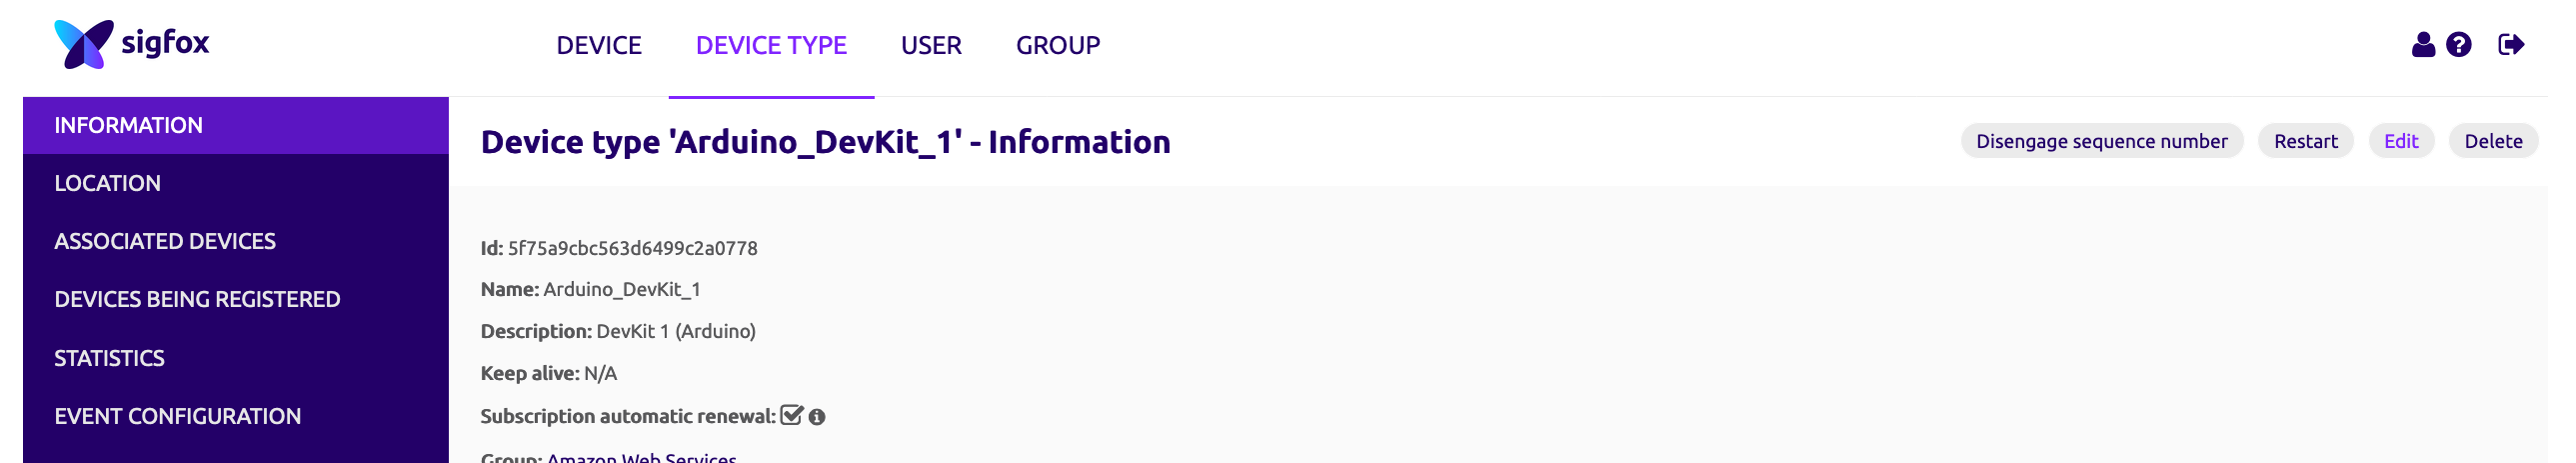 sigfox
DEVICE
DEVICE TYPE
USER
GROUP
INFORMATION
LOCATION
ASSOCIATED DEVICES
DEVICES BEING REGISTERED
STATISTICS
EVENT CONFIGURATION
Device type 'Arduino_DevKit_1' - Information
Disengage sequence number
Restart
Edit
Delete
Id: 5f75a9cbc563d6499c2a0778
Name: Arduino_DevKit_1
Description: DevKit 1 (Arduino)
Keep alive: N/A
Subscription automatic renewal:
Group: Amazon Web Services